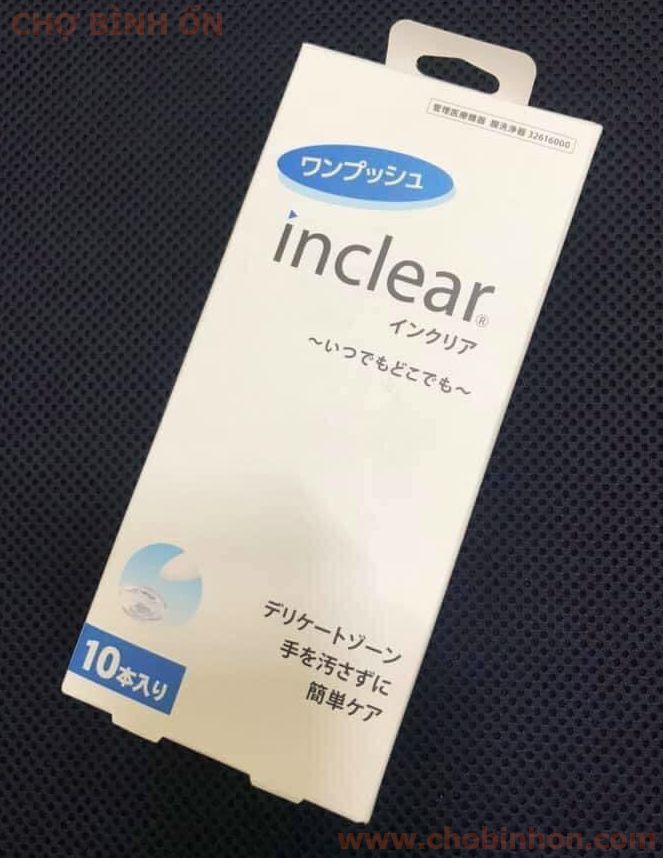 CHỢ BÌNH ỔN
管理医療機器 膣洗浄器 32616000
ワンプッシュ
inclear®
インクリア
〜いつでもどこでも〜
デリケートゾーン
手を汚さずに
簡単ケア
10本入り
www.chobinhon.com